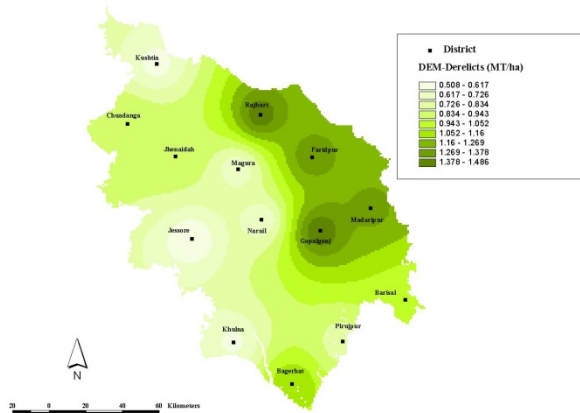 Kushtia
District
DEM-Derelicts (MT/ha)
0.508 - 0.617
0.617 - 0.726
0.726 - 0.834
0.834 - 0.943
0.943 - 1.052
1.052 - 1.16
1.16 - 1.269
1.269 - 1.378
1.378 - 1.486
Rajbari
Chuadanga
Jhenaidah
Faridpur
Magura
Madaripur
Jessore
Narail
Gopalganj
Barisal
Khulna
Pirojpur
Bagerhat
N
20 0 20 40 60 Kilometers